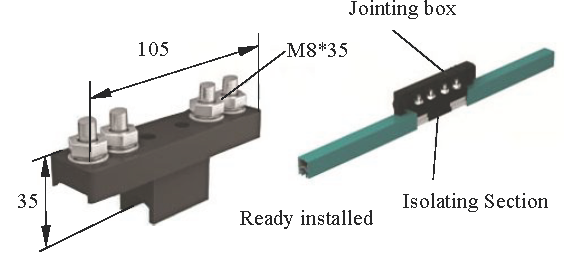 Jointing box
105
M8*35
35
Ready installed
Isolating Section